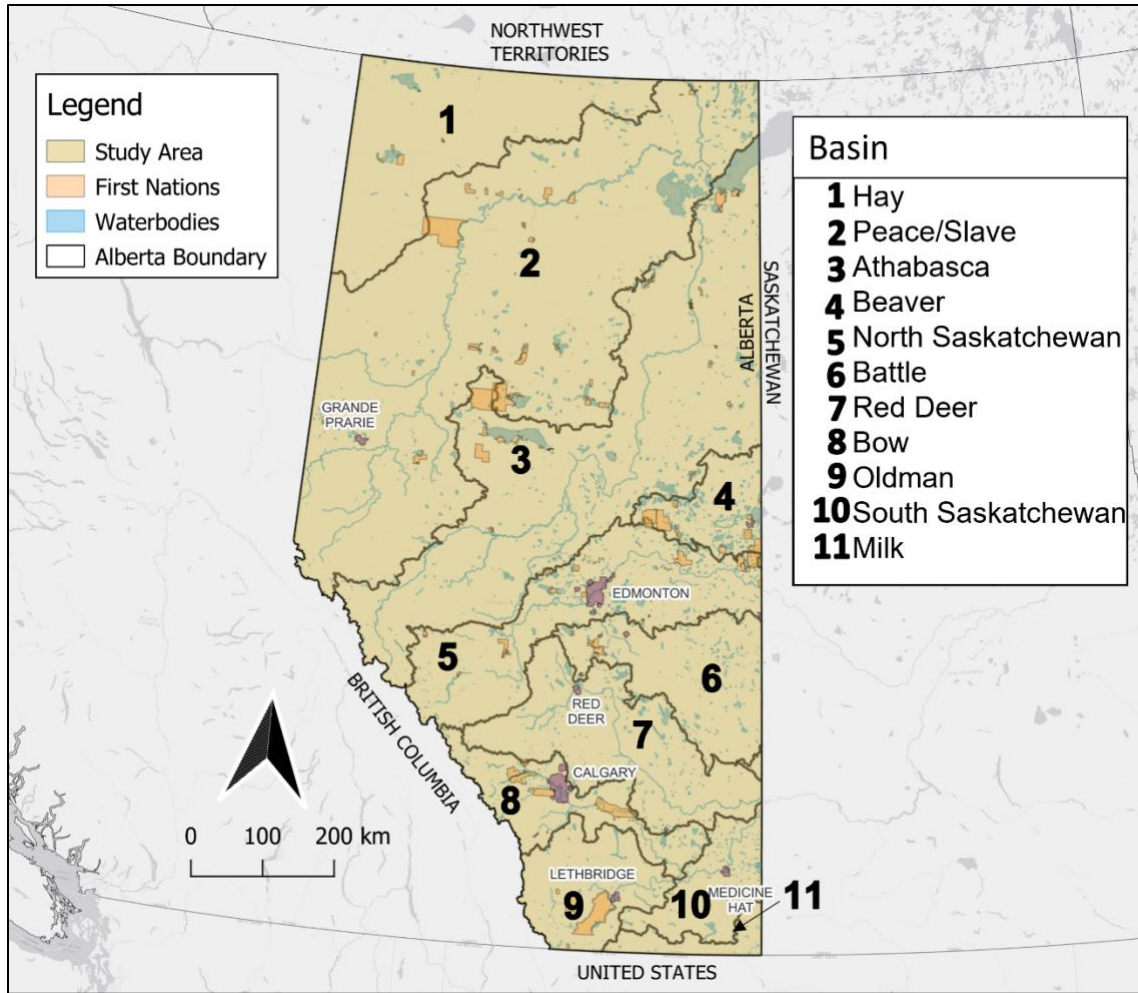 NORTHWEST
TERRITORIES
Legend
Study Area
First Nations
Waterbodies
Alberta Boundary
Basin
1 Hay
2 Peace/Slave
3 Athabasca
4 Beaver
5 North Saskatchewan
6 Battle
7 Red Deer
8 Bow
9 Oldman
10 South Saskatchewan
11 Milk
1
2
ALBERTA
SASKATCHEWAN
GRANDE
PRARIE
3
4
EDMONTON
5
6
BRITISH COLUMBIA
RED
DEER
7
CALGARY
8
0 100 200 km
LETHBRIDGE
9
10
MEDICINE
HAT
11
UNITED STATES